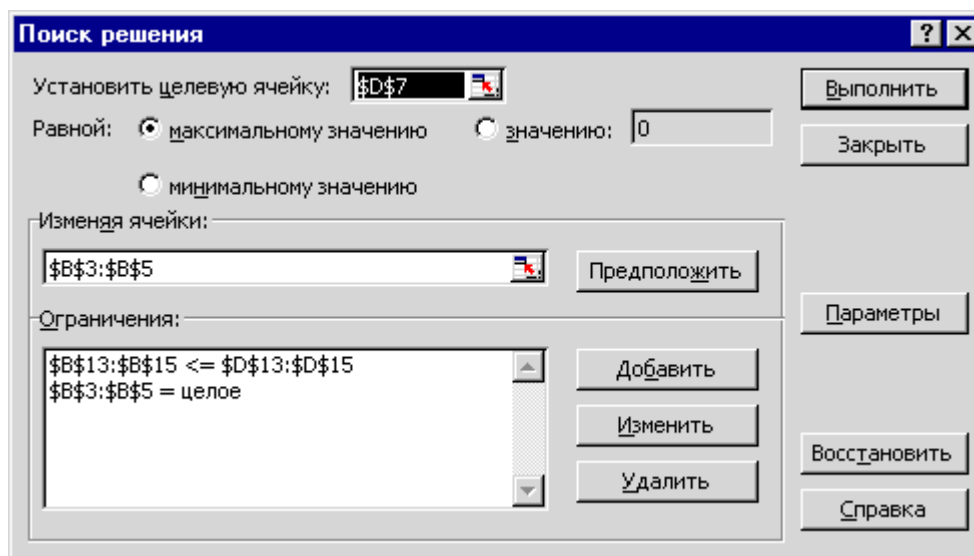 Поиск решения
Установить целевую ячейку: $D$7
Выполнить
Равной: максимальному значению значению: 0
Закрыть
минимальному значению
Изменяя ячейки:
$B$3:$B$5
Предположить
Параметры
Ограничения:
$B$13:$B$15 <= $D$13:$D$15
$B$3:$B$5 = целое
Добавить
Изменить
Удалить
Восстановить
Справка